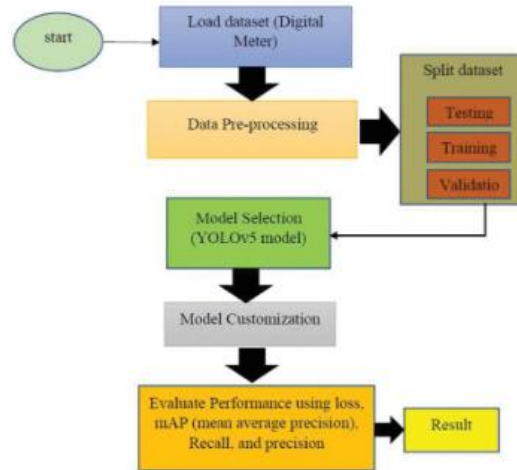 start
Load dataset (Digital
Meter)
Data Pre-processing
Split dataset
Testing
Training
Validatio
Model Selection
(YOLOv5 model)
Model Customization
Evaluate Performance using loss,
mAP (mean average precision),
Recall, and precision
Result